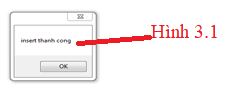 Hình 3.1
insert thanh cong
OK